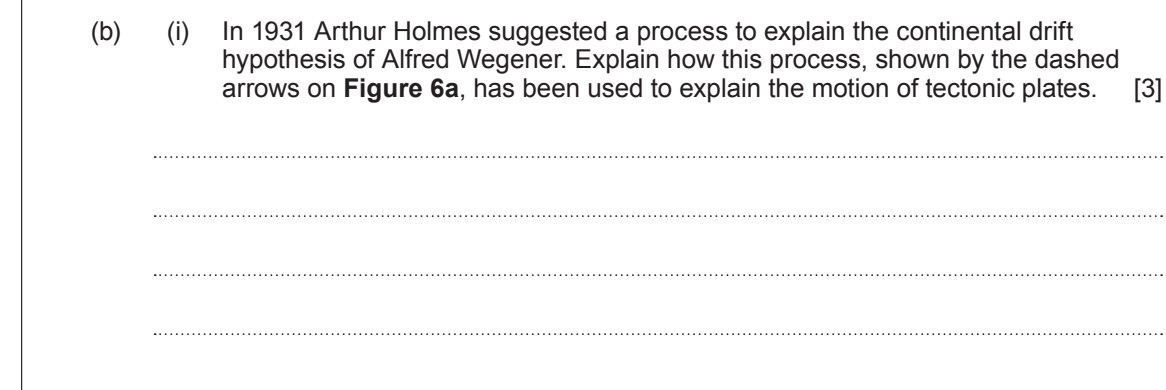 (b) (i) In 1931 Arthur Holmes suggested a process to explain the continental drift
hypothesis of Alfred Wegener. Explain how this process, shown by the dashed
arrows on Figure 6a, has been used to explain the motion of tectonic plates. [3]